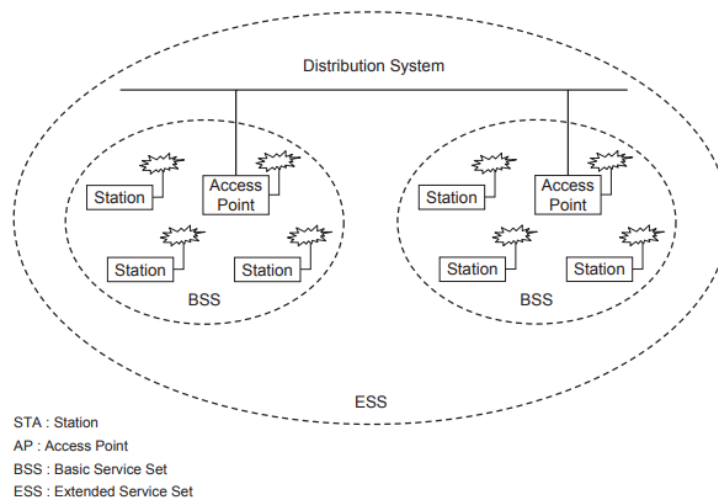 Distribution System
Station
Access
Point
Station
Station
BSS
Station
Access
Point
Station
Station
BSS
ESS
STA : Station
AP : Access Point
BSS : Basic Service Set
ESS : Extended Service Set